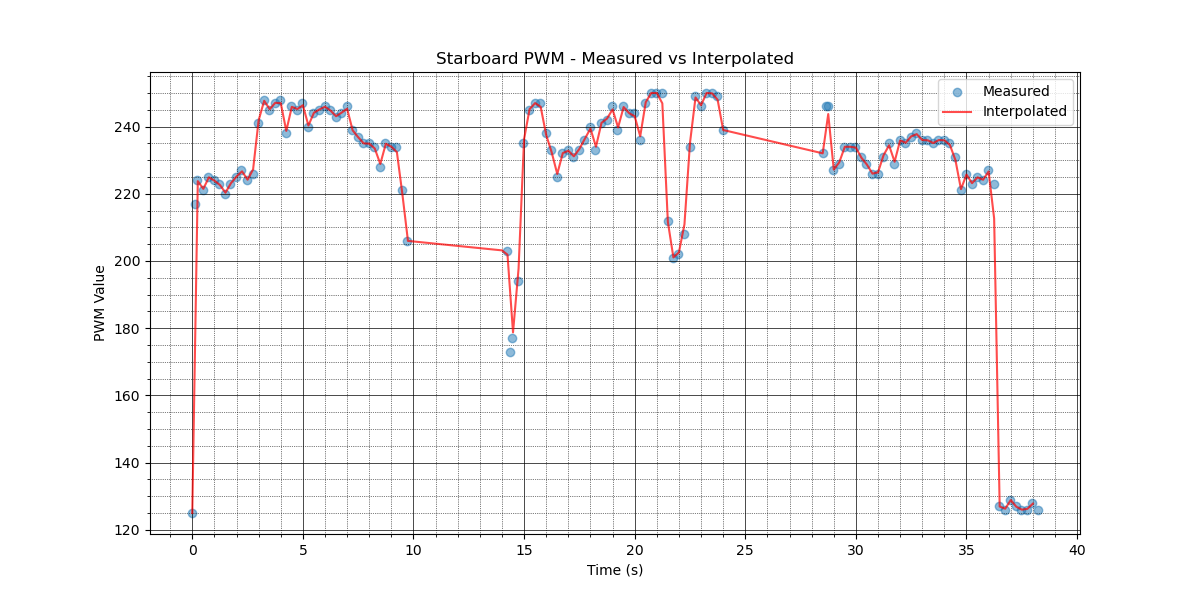 Starboard PWM - Measured vs Interpolated
Measured
Interpolated
PWM Value
240
220
200
180
160
140
120
0 5 10 15 20 25 30 35 40
Time (s)